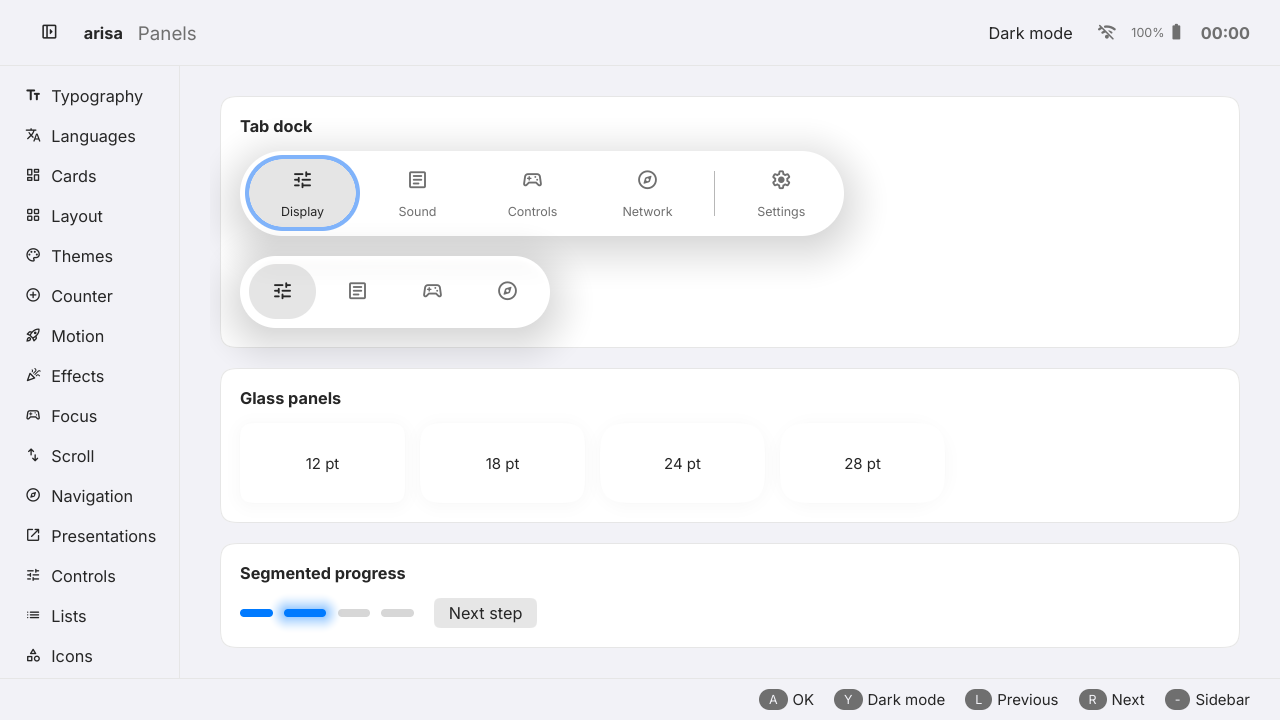 arisa Panels
Dark mode 100% 00:00
Typography
Languages
Cards
Layout
Themes
Counter
Motion
Effects
Focus
Scroll
Navigation
Presentations
Controls
Lists
Icons
Tab dock
Display Sound Controls Network Settings
Glass panels
12 pt 18 pt 24 pt 28 pt
Segmented progress
Next step
A OK Y Dark mode L Previous R Next - Sidebar